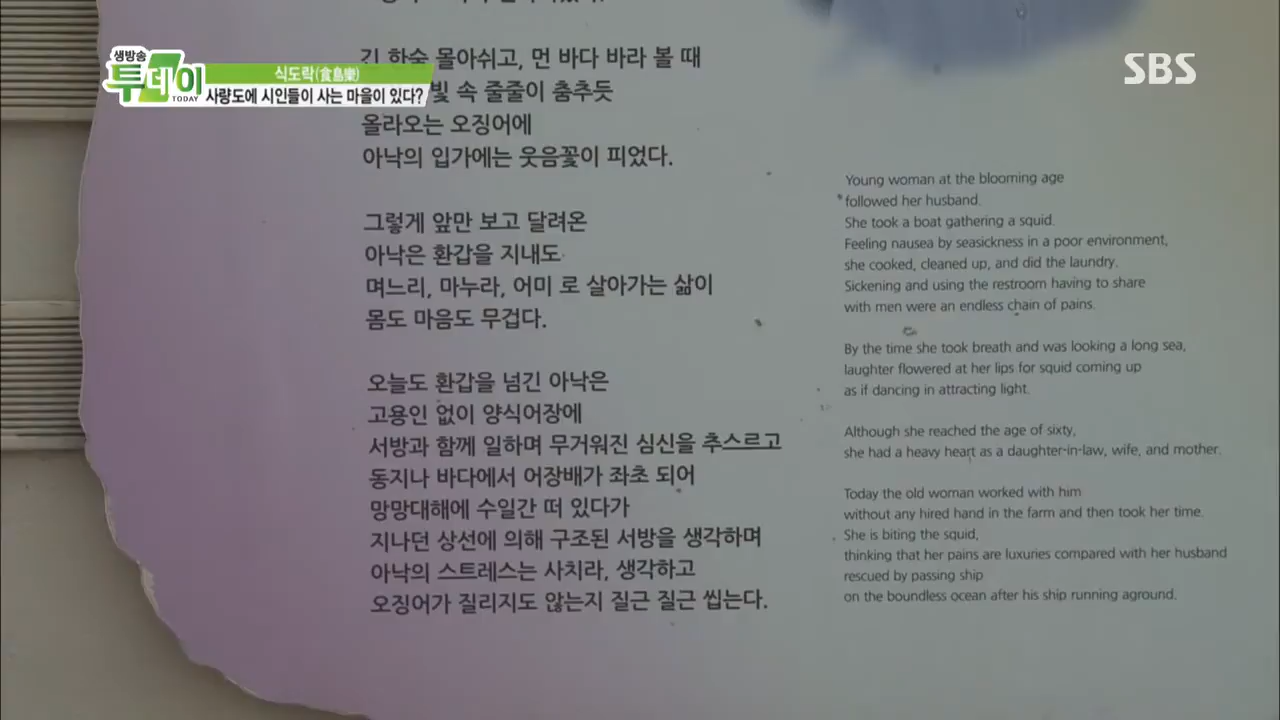 생방송
투데이
TODAY
식도락(食島樂)
사량도에 시인들이 사는 마을이 있다?
SBS
긴 한숨 몰아쉬고, 먼 바다 바라 볼 때
빛 속 줄줄이 춤추듯
올라오는 오징어에
아낙의 입가에는 웃음꽃이 피었다.
그렇게 앞만 보고 달려온
아낙은 환갑을 지내도
며느리, 마누라, 어미 로 살아가는 삶이
몸도 마음도 무겁다.
오늘도 환갑을 넘긴 아낙은
고용인 없이 양식어장에
서방과 함께 일하며 무거워진 심신을 추스르고
동지나 바다에서 어장배가 좌초 되어
망망대해에 수일간 떠 있다가
지나던 상선에 의해 구조된 서방을 생각하며
아낙의 스트레스는 사치라, 생각하고
오징어가 질리지도 않는지 질근 질근 씹는다.
Young woman at the blooming age
followed her husband.
She took a boat gathering a squid.
Feeling nausea by seasickness in a poor environment,
she cooked, cleaned up, and did the laundry.
Sickening and using the restroom having to share
with men were an endless chain of pains.
By the time she took breath and was looking a long sea,
laughter flowered at her lips for squid coming up
as if dancing in attracting light.
Although she reached the age of sixty,
she had a heavy heart as a daughter-in-law, wife, and mother.
Today the old woman worked with him
without any hired hand in the farm and then took her time.
She is biting the squid,
thinking that her pains are luxuries compared with her husband
rescued by passing ship
on the boundless ocean after his ship running aground.